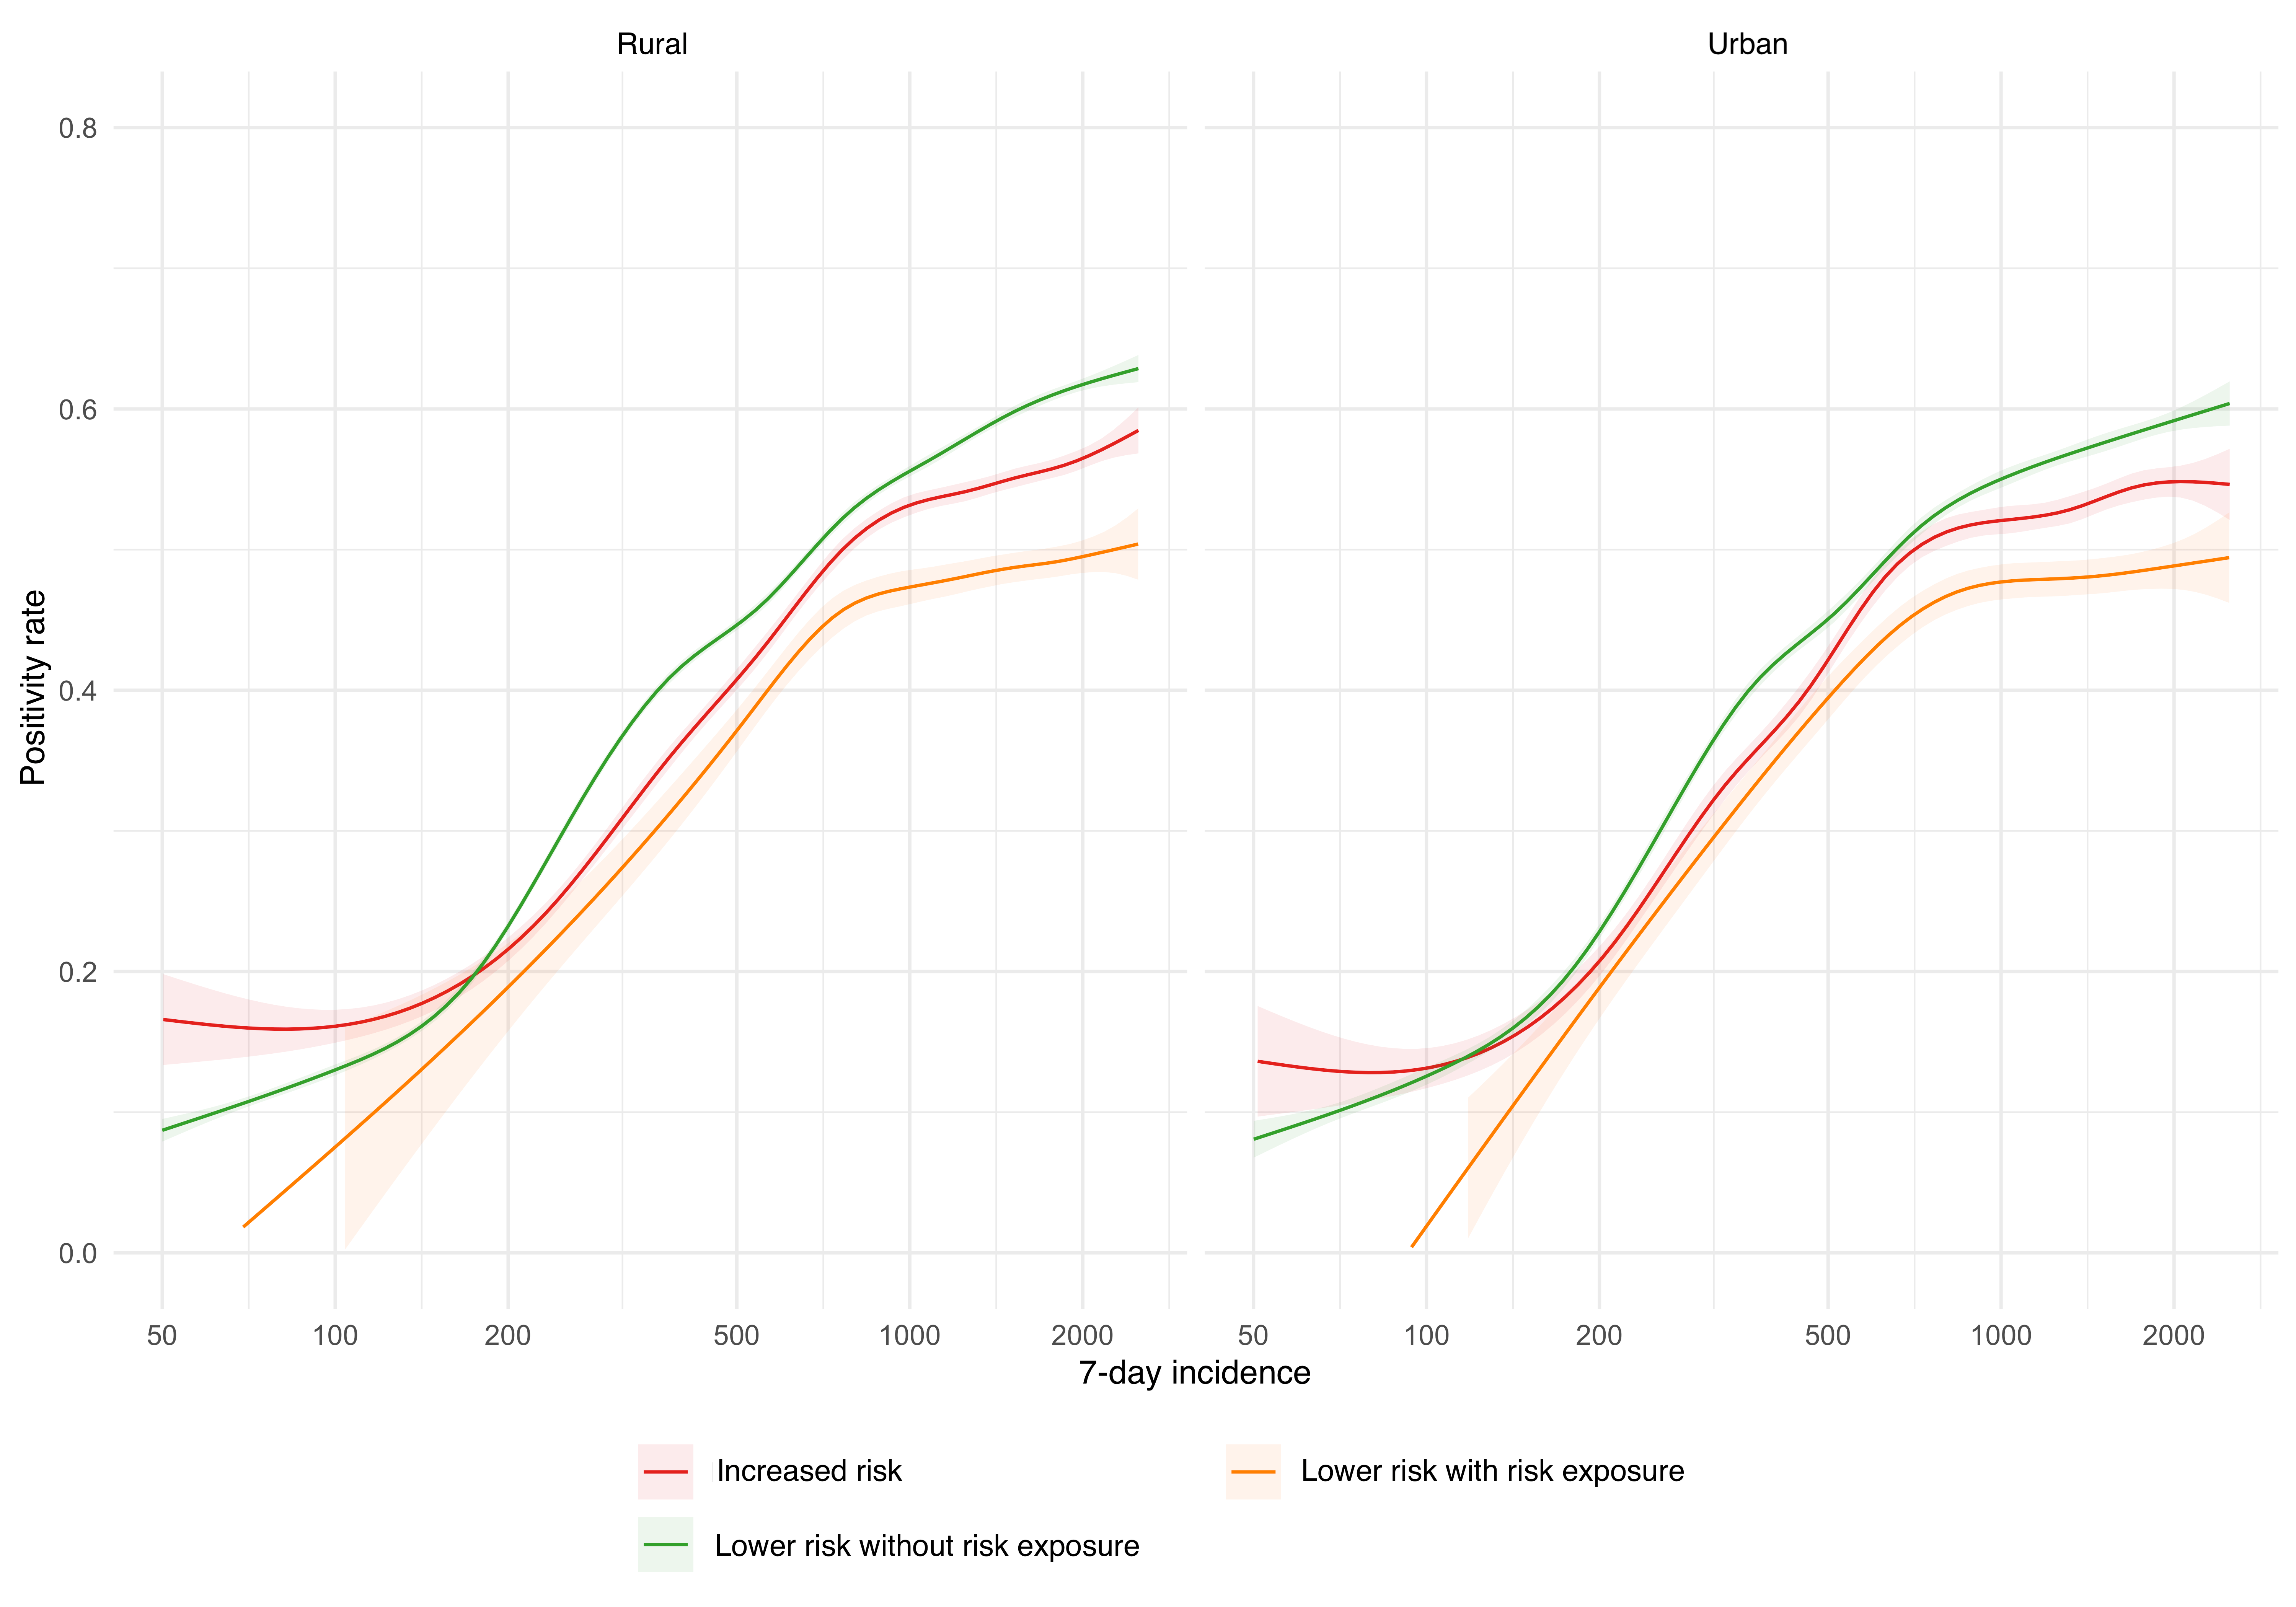 Rural Urban
0.8
0.6
0.4
0.2
0.0
Positivity rate
50 100 200 500 1000 2000 50 100 200 500 1000 2000
7-day incidence
Increased risk Lower risk with risk exposure
Lower risk without risk exposure